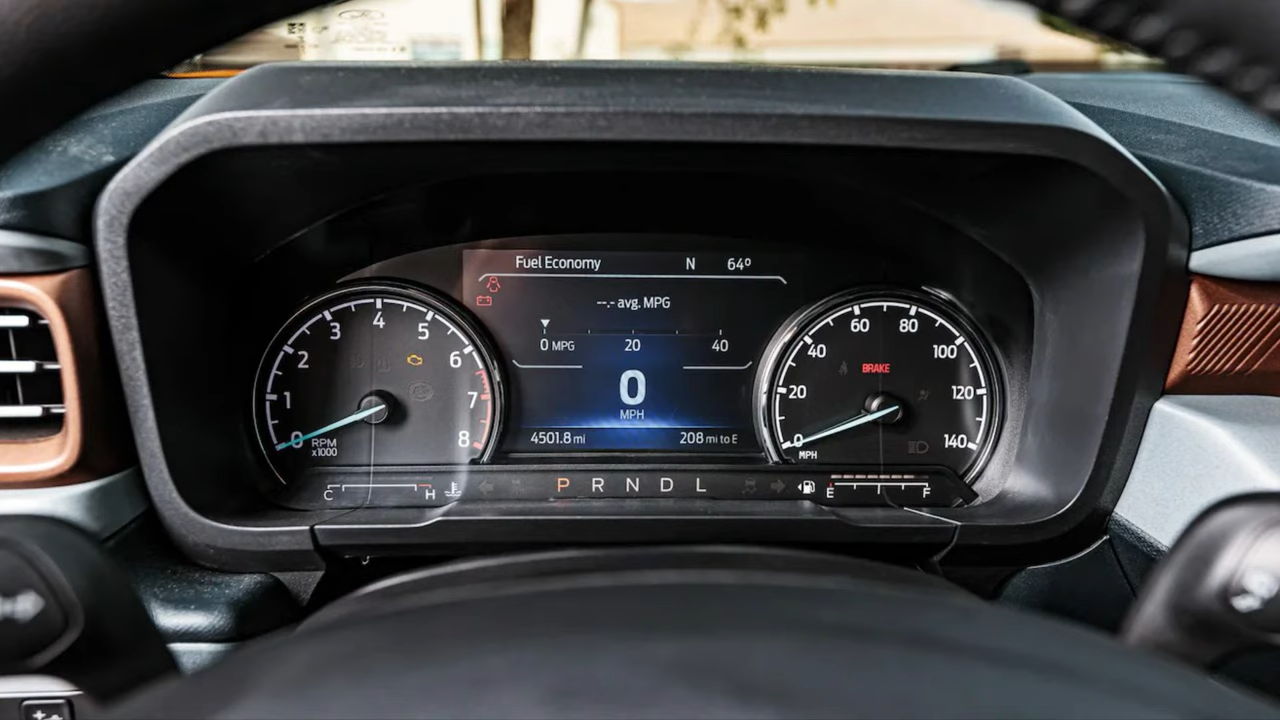 Fuel Economy N 64º
--.- avg. MPG
0 MPG 20 40
0
MPH
4501.8 mi 208 mi to E
0 1 2 3 4 5 6 7 8
RPM
x1000
0 20 40 60 80 100 120 140
BRAKE
MPH
C H
P R N D L
E F